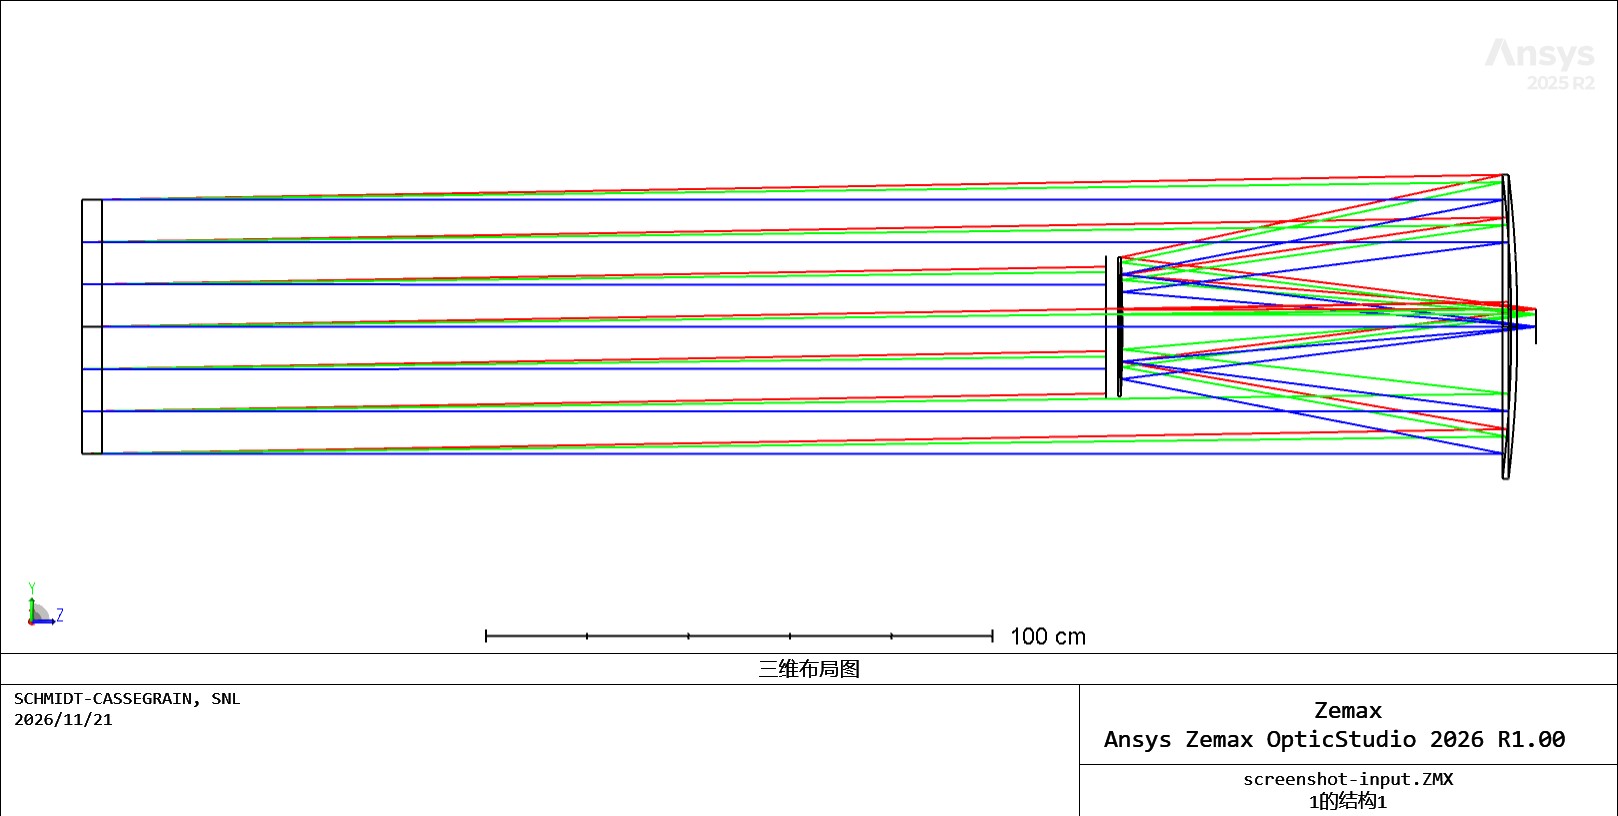 Ansys
2025 R2
Y
Z
100 cm
三维布局图
SCHMIDT-CASSEGRAIN, SNL
2026/11/21
Zemax
Ansys Zemax OpticStudio 2026 R1.00
screenshot-input.ZMX
1的结构1